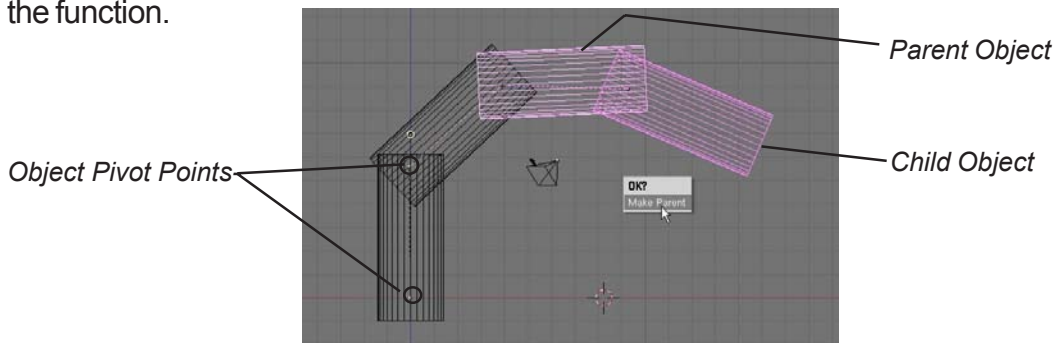 the function.
Parent Object
Object Pivot Points
Child Object
OK?
Make Parent